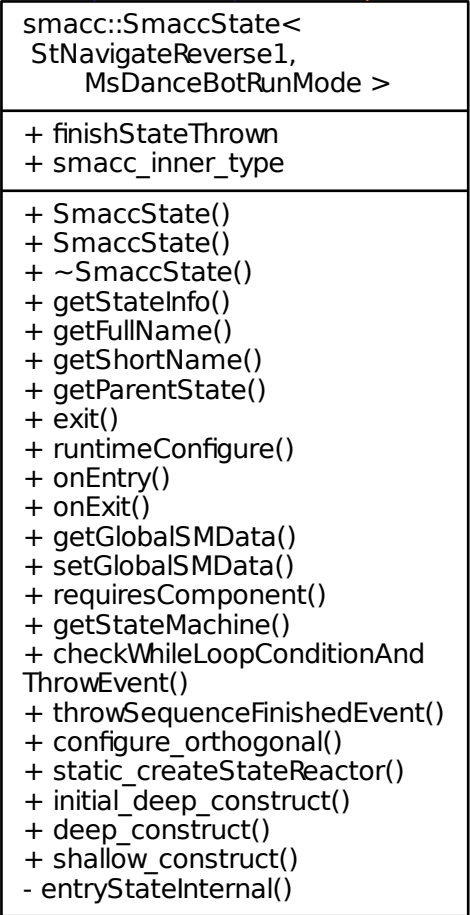 smacc::SmaccState<
StNavigateReverse1,
MsDanceBotRunMode >
+ finishStateThrown
+ smacc_inner_type
+ SmaccState()
+ SmaccState()
+ ~SmaccState()
+ getStateInfo()
+ getFullName()
+ getShortName()
+ getParentState()
+ exit()
+ runtimeConfigure()
+ onEntry()
+ onExit()
+ getGlobalSMData()
+ setGlobalSMData()
+ requiresComponent()
+ getStateMachine()
+ checkWhileLoopConditionAnd
ThrowEvent()
+ throwSequenceFinishedEvent()
+ configure_orthogonal()
+ static_createStateReactor()
+ initial_deep_construct()
+ deep_construct()
+ shallow_construct()
- entryStateInternal()